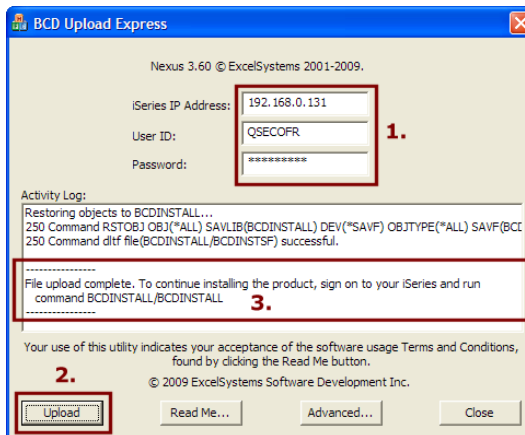 BCD Upload Express
Nexus 3.60 © ExcelSystems 2001-2009.
iSeries IP Address: 192.168.0.131
1.
User ID: QSECOFR
Password: *********
Activity Log:
Restoring objects to BCDINSTALL...
250 Command RSTOBJ OBJ(*ALL) SAVLIB(BCDINSTALL) DEV(*SAVF) OBJTYPE(*ALL) SAVF(BCD
250 Command dltf file(BCDINSTALL/BCDINSTSF) successful.
---------------
File upload complete. To continue installing the product, sign on to your iSeries and run
command BCDINSTALL/BCDINSTALL
3.
---------------
Your use of this utility indicates your acceptance of the software usage Terms and Conditions,
found by clicking the Read Me button.
2.
© 2009 ExcelSystems Software Development Inc.
Upload Read Me... Advanced... Close